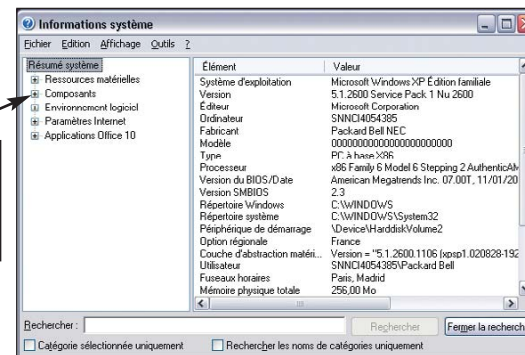 Informations système
Fichier Edition Affichage Outils ?
Résumé système
Ressources matérielles
Composants
Environnement logiciel
Paramètres Internet
Applications Office 10
Élément Valeur
Système d'exploitation Microsoft Windows XP Édition familiale
Version 5.1.2600 Service Pack 1 Nu 2600
Éditeur Microsoft Corporation
Ordinateur SNNCI4054385
Fabricant Packard Bell NEC
Modèle 00000000000000000000000
Type PC à base X86
Processeur x86 Family 6 Model 6 Stepping 2 AuthenticAM
Version du BIOS/Date American Megatrends Inc. 07.00T, 11/01/20
Version SMBIOS 2.3
Répertoire Windows C:\WINDOWS
Répertoire système C:\WINDOWS\System32
Périphérique de démarrage \Device\HarddiskVolume2
Option régionale France
Couche d'abstraction matéri... Version = "5.1.2600.1106 (xpsp1.020828-192
Utilisateur SNNCI4054385\Packard Bell
Fuseaux horaires Paris, Madrid
Mémoire physique totale 256,00 Mo
Rechercher : Rechercher Fermer la recherch
Catégorie sélectionnée uniquement Rechercher les noms de catégories uniquement